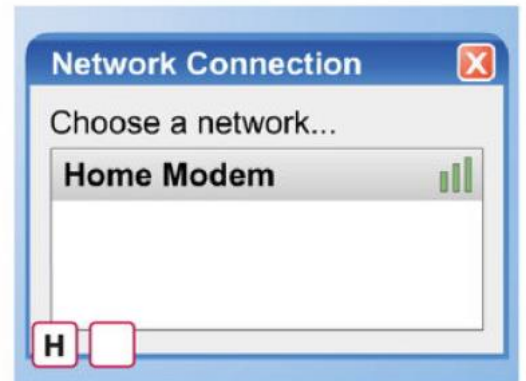 Network Connection
X
Choose a network...
Home Modem
H